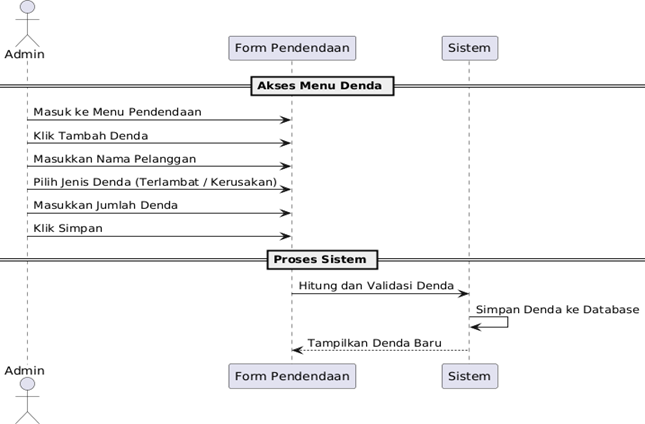 Admin
Form Pendendaan
Sistem
Akses Menu Denda
Masuk ke Menu Pendendaan
Klik Tambah Denda
Masukkan Nama Pelanggan
Pilih Jenis Denda (Terlambat / Kerusakan)
Masukkan Jumlah Denda
Klik Simpan
Proses Sistem
Hitung dan Validasi Denda
Simpan Denda ke Database
Tampilkan Denda Baru
Admin
Form Pendendaan
Sistem